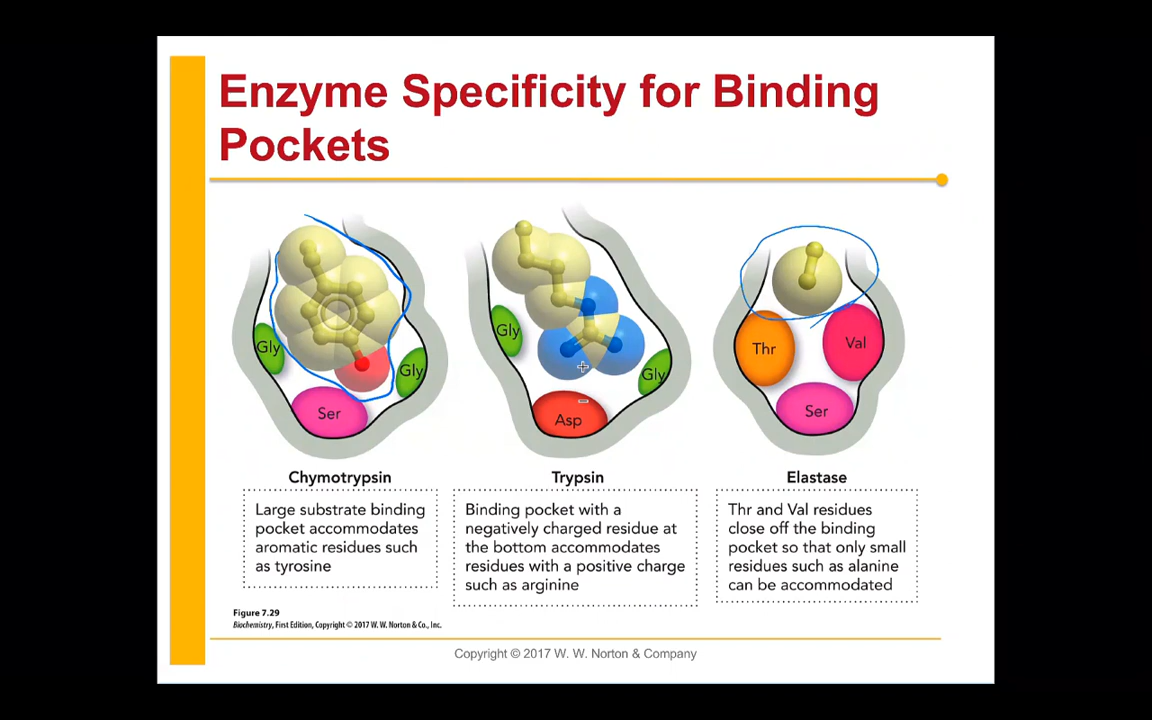 Enzyme Specificity for Binding
Pockets
Gly
Gly
Ser
Chymotrypsin
Large substrate binding
pocket accommodates
aromatic residues such
as tyrosine
Gly
+
Gly
−
Asp
Trypsin
Binding pocket with a
negatively charged residue at
the bottom accommodates
residues with a positive charge
such as arginine
Thr
Val
Ser
Elastase
Thr and Val residues
close off the binding
pocket so that only small
residues such as alanine
can be accommodated
Figure 7.29
Biochemistry, First Edition, Copyright © 2017 W. W. Norton & Co., Inc.
Copyright © 2017 W. W. Norton & Company